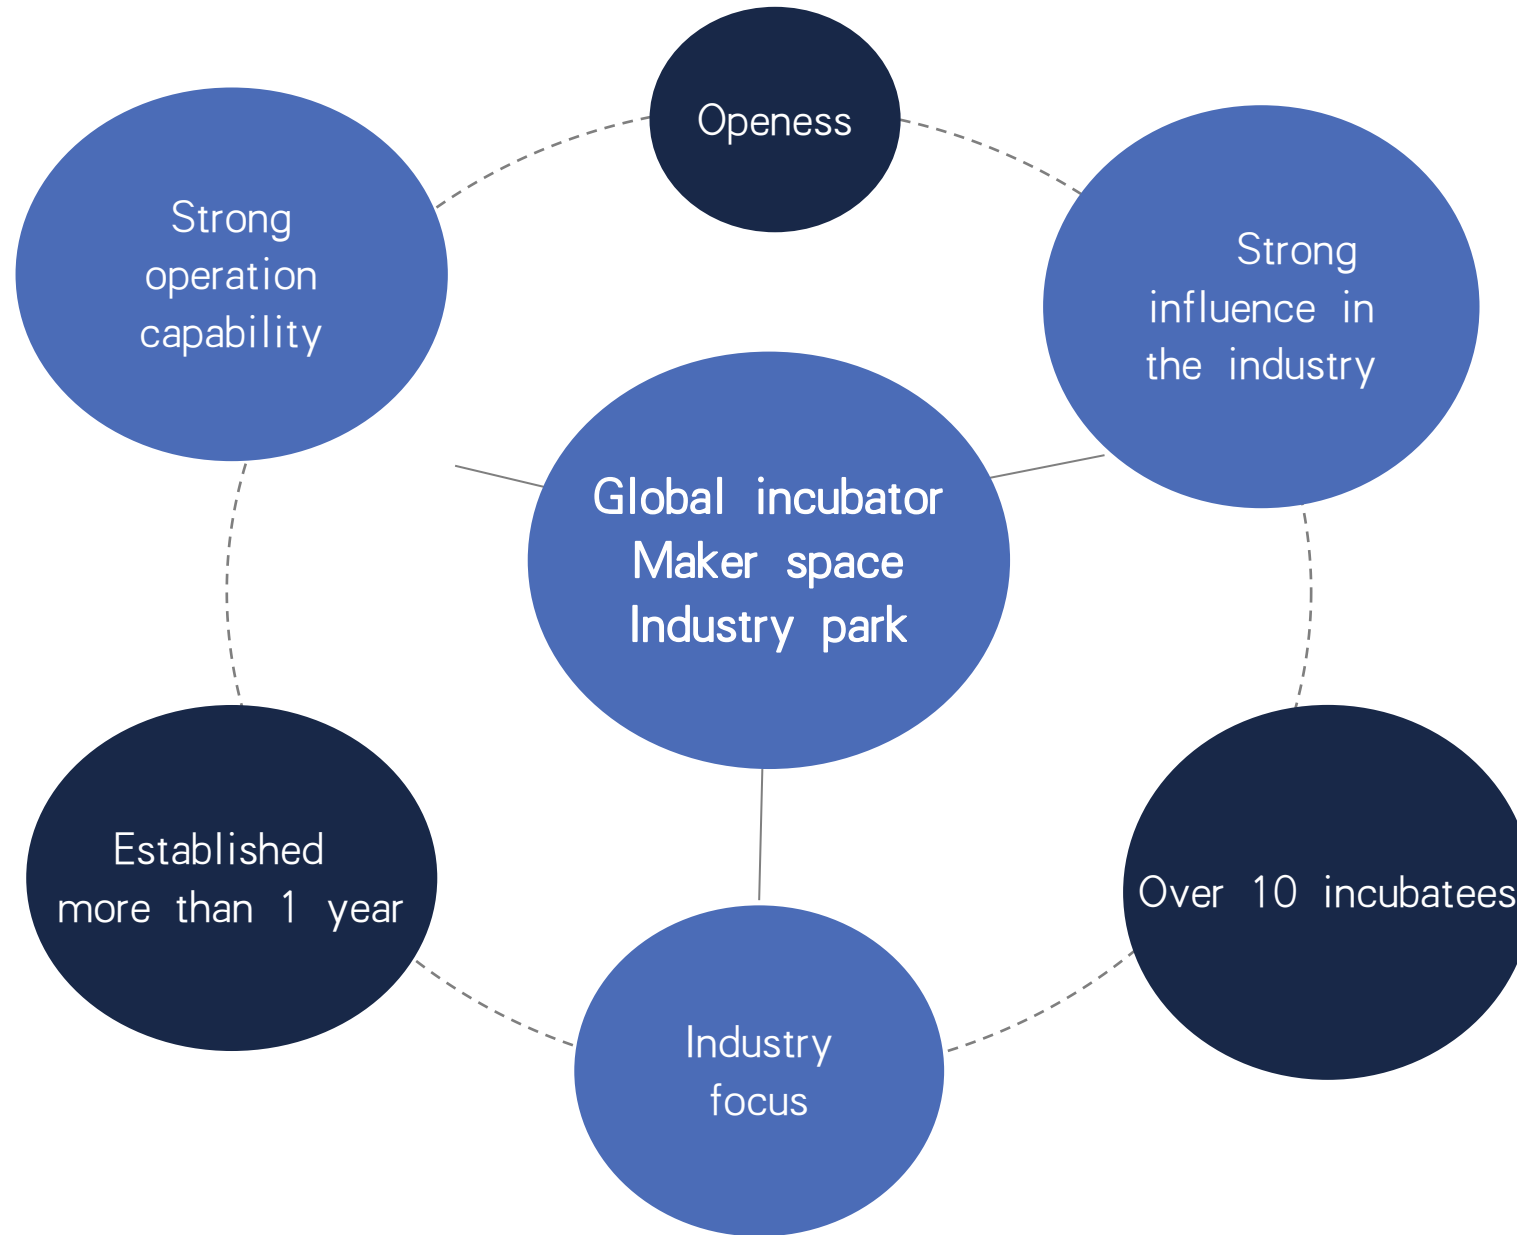 Openess
Strong
operation
capability
Strong
influence in
the industry
Global incubator
Maker space
Industry park
Established
more than 1 year
Over 10 incubatees
Industry
focus